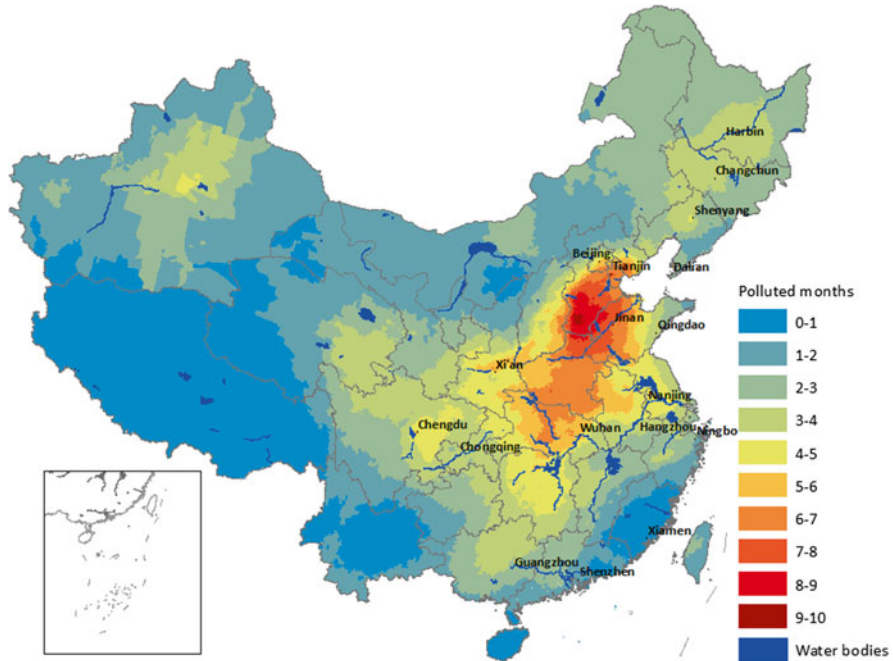 Harbin
Changchun
Shenyang
Beijing
Tianjin
Dalian
Polluted months
0-1
Jinan
Qingdao
1-2
Xi'an
2-3
Nanjing
3-4
Chengdu
Wuhan
Hangzhou
Ningbo
Chongqing
4-5
5-6
Xiamen
6-7
Guangzhou
Shenzhen
7-8
8-9
9-10
Water bodies